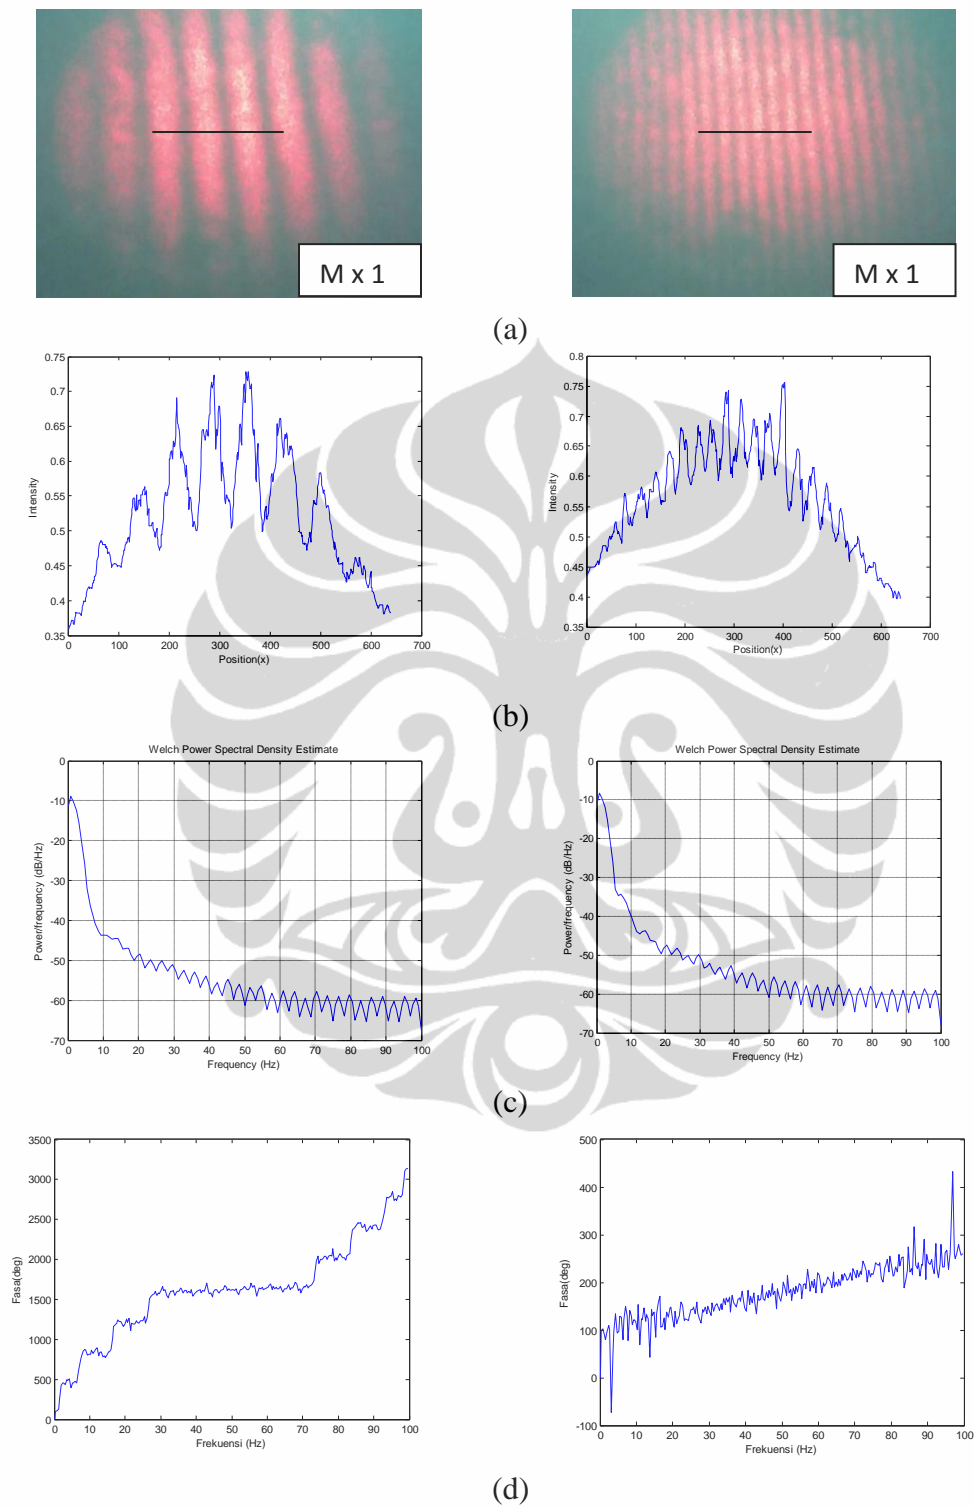 M x 1
M x 1
(a)
0.75
0.7
0.65
0.6
0.55
0.5
0.45
0.4
0.35
Intensity
0 100 200 300 400 500 600 700
Position(x)
0.8
0.75
0.7
0.65
0.6
0.55
0.5
0.45
0.4
0.35
Intensity
0 100 200 300 400 500 600 700
Position(x)
(b)
Welch Power Spectral Density Estimate
0
-10
-20
-30
-40
-50
-60
-70
Power/frequency (dB/Hz)
0 10 20 30 40 50 60 70 80 90 100
Frequency (Hz)
Welch Power Spectral Density Estimate
0
-10
-20
-30
-40
-50
-60
-70
Power/frequency (dB/Hz)
0 10 20 30 40 50 60 70 80 90 100
Frequency (Hz)
(c)
3500
3000
2500
2000
1500
1000
500
0
Fasa(deg)
0 10 20 30 40 50 60 70 80 90 100
Frekuensi (Hz)
500
400
300
200
100
0
-100
Fasa(deg)
0 10 20 30 40 50 60 70 80 90 100
Frekuensi (Hz)
(d)